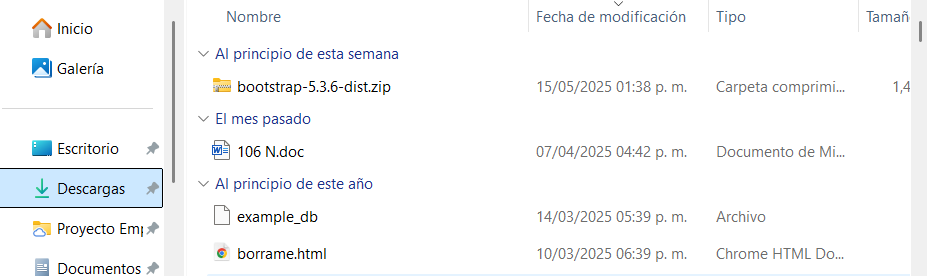 Nombre Fecha de modificación Tipo Tamañ
Inicio
Al principio de esta semana
Galería
bootstrap-5.3.6-dist.zip 15/05/2025 01:38 p. m. Carpeta comprimi... 1,4
El mes pasado
Escritorio
106 N.doc 07/04/2025 04:42 p. m. Documento de Mi...
Descargas
Al principio de este año
example_db 14/03/2025 05:39 p. m. Archivo
Proyecto Emp
borrame.html 10/03/2025 06:39 p. m. Chrome HTML Do...
Documentos